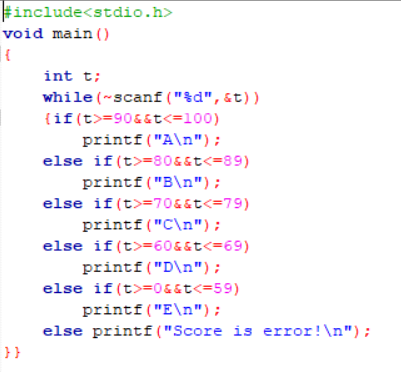 #include<stdio.h>
void main()
{
    int t;
    while(~scanf("%d",&t))
    {if(t>=90&&t<=100)
        printf("A\n");
    else if(t>=80&&t<=89)
        printf("B\n");
    else if(t>=70&&t<=79)
        printf("C\n");
    else if(t>=60&&t<=69)
        printf("D\n");
    else if(t>=0&&t<=59)
        printf("E\n");
    else printf("Score is error!\n");
}}